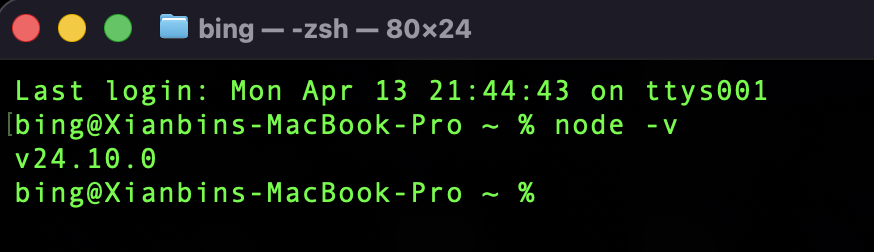 bing — -zsh — 80×24
Last login: Mon Apr 13 21:44:43 on ttys001
[bing@Xianbins-MacBook-Pro ~ % node -v
v24.10.0
bing@Xianbins-MacBook-Pro ~ %